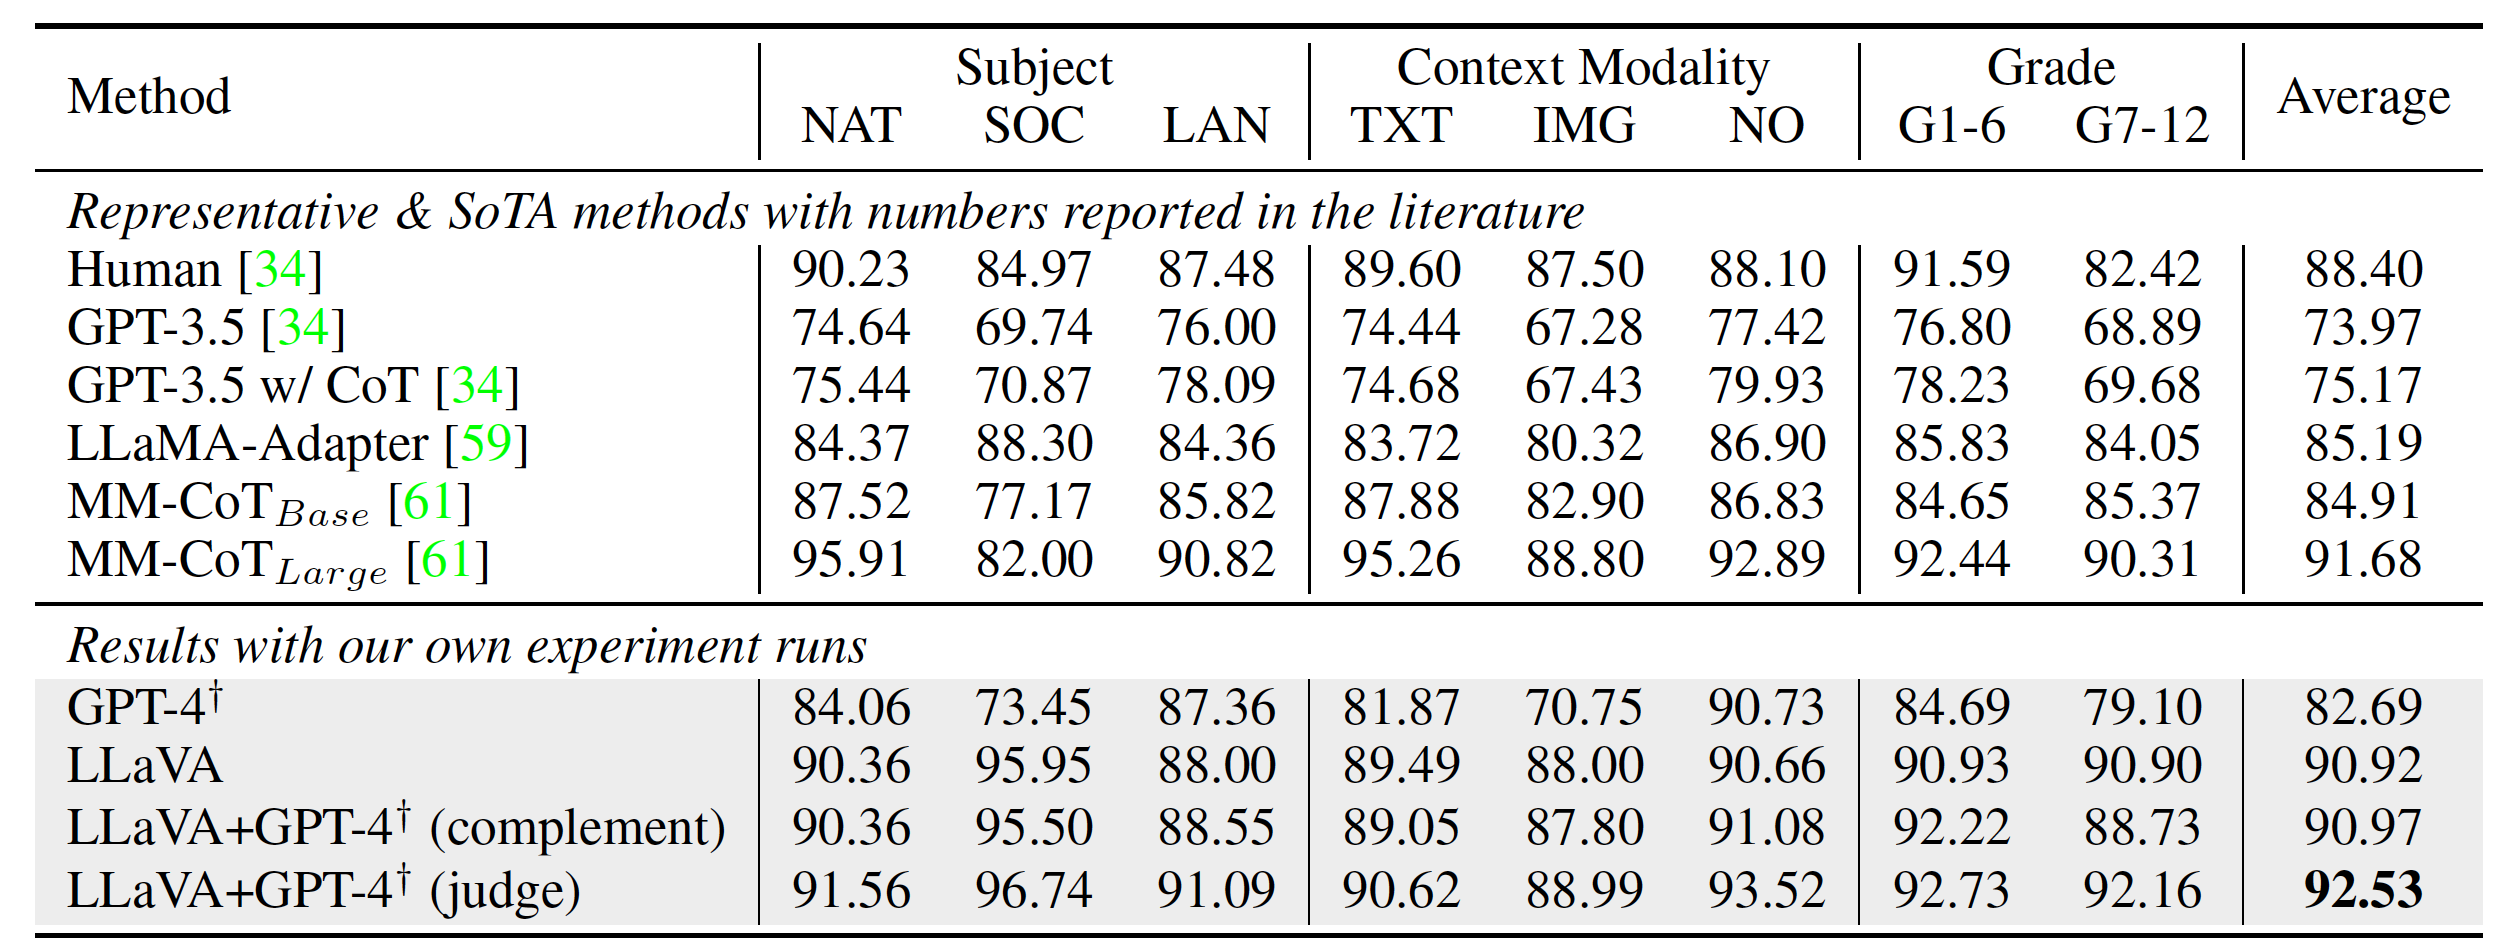 Method Subject Context Modality Grade Average
NAT SOC LAN TXT IMG NO G1-6 G7-12
Representative & SoTA methods with numbers reported in the literature
Human [34] 90.23 84.97 87.48 89.60 87.50 88.10 91.59 82.42 88.40
GPT-3.5 [34] 74.64 69.74 76.00 74.44 67.28 77.42 76.80 68.89 73.97
GPT-3.5 w/ CoT [34] 75.44 70.87 78.09 74.68 67.43 79.93 78.23 69.68 75.17
LLaMA-Adapter [59] 84.37 88.30 84.36 83.72 80.32 86.90 85.83 84.05 85.19
MM-CoT Base [61] 87.52 77.17 85.82 87.88 82.90 86.83 84.65 85.37 84.91
MM-CoT Large [61] 95.91 82.00 90.82 95.26 88.80 92.89 92.44 90.31 91.68
Results with our own experiment runs
GPT-4† 84.06 73.45 87.36 81.87 70.75 90.73 84.69 79.10 82.69
LLaVA 90.36 95.95 88.00 89.49 88.00 90.66 90.93 90.90 90.92
LLaVA+GPT-4† (complement) 90.36 95.50 88.55 89.05 87.80 91.08 92.22 88.73 90.97
LLaVA+GPT-4† (judge) 91.56 96.74 91.09 90.62 88.99 93.52 92.73 92.16 92.53